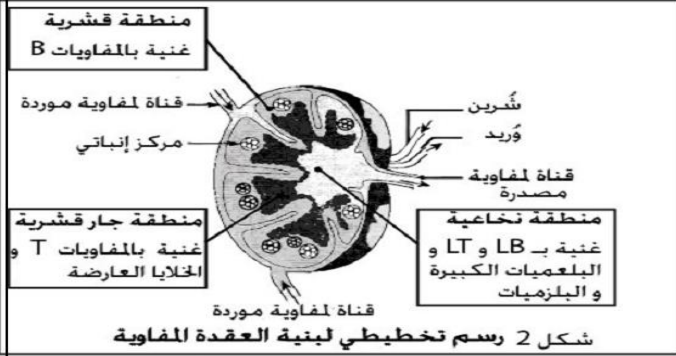 منطقة قشرية
غنية بالمفاويات B
قناة لمفاوية موردة
مركز إنباتي
شُرين
وُريد
قناة لمفاوية
مصدرة
منطقة جار قشرية
غنية بالمفاويات T و
الخلايا العارضة
منطقة نخاعية
غنية بـ LB و LT و
البلعميات الكبيرة
و البلزميات
قناة لمفاوية موردة
شكل 2 رسم تخطيطي لبنية العقدة المفاوية